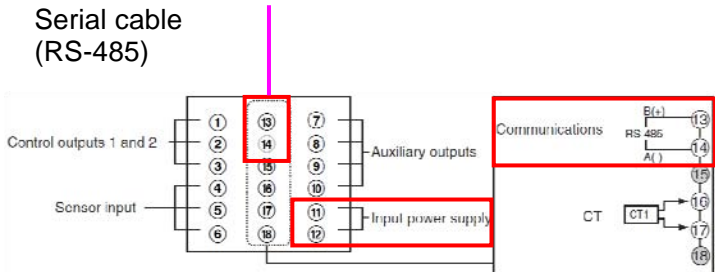 Serial cable
(RS-485)
Control outputs 1 and 2
Sensor input
1
2
3
4
5
6
13
14
15
16
17
18
7
8
9
10
11
12
Auxiliary outputs
Input power supply
Communications
B(+)
RS 485
A( )
13
14
15
CT
CT1
16
17
18